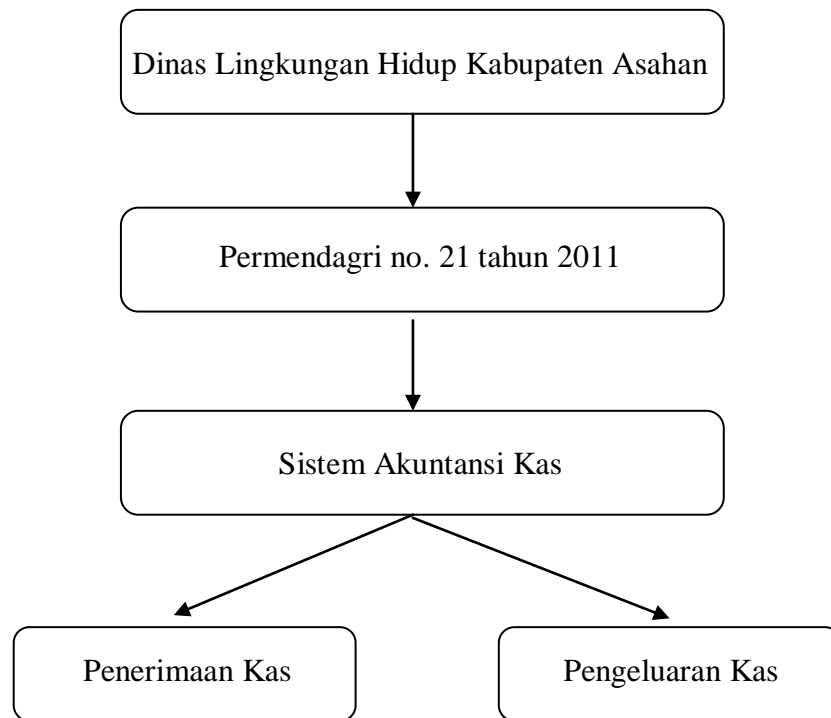 Dinas Lingkungan Hidup Kabupaten Asahan
Permendagri no. 21 tahun 2011
Sistem Akuntansi Kas
Penerimaan Kas
Pengeluaran Kas